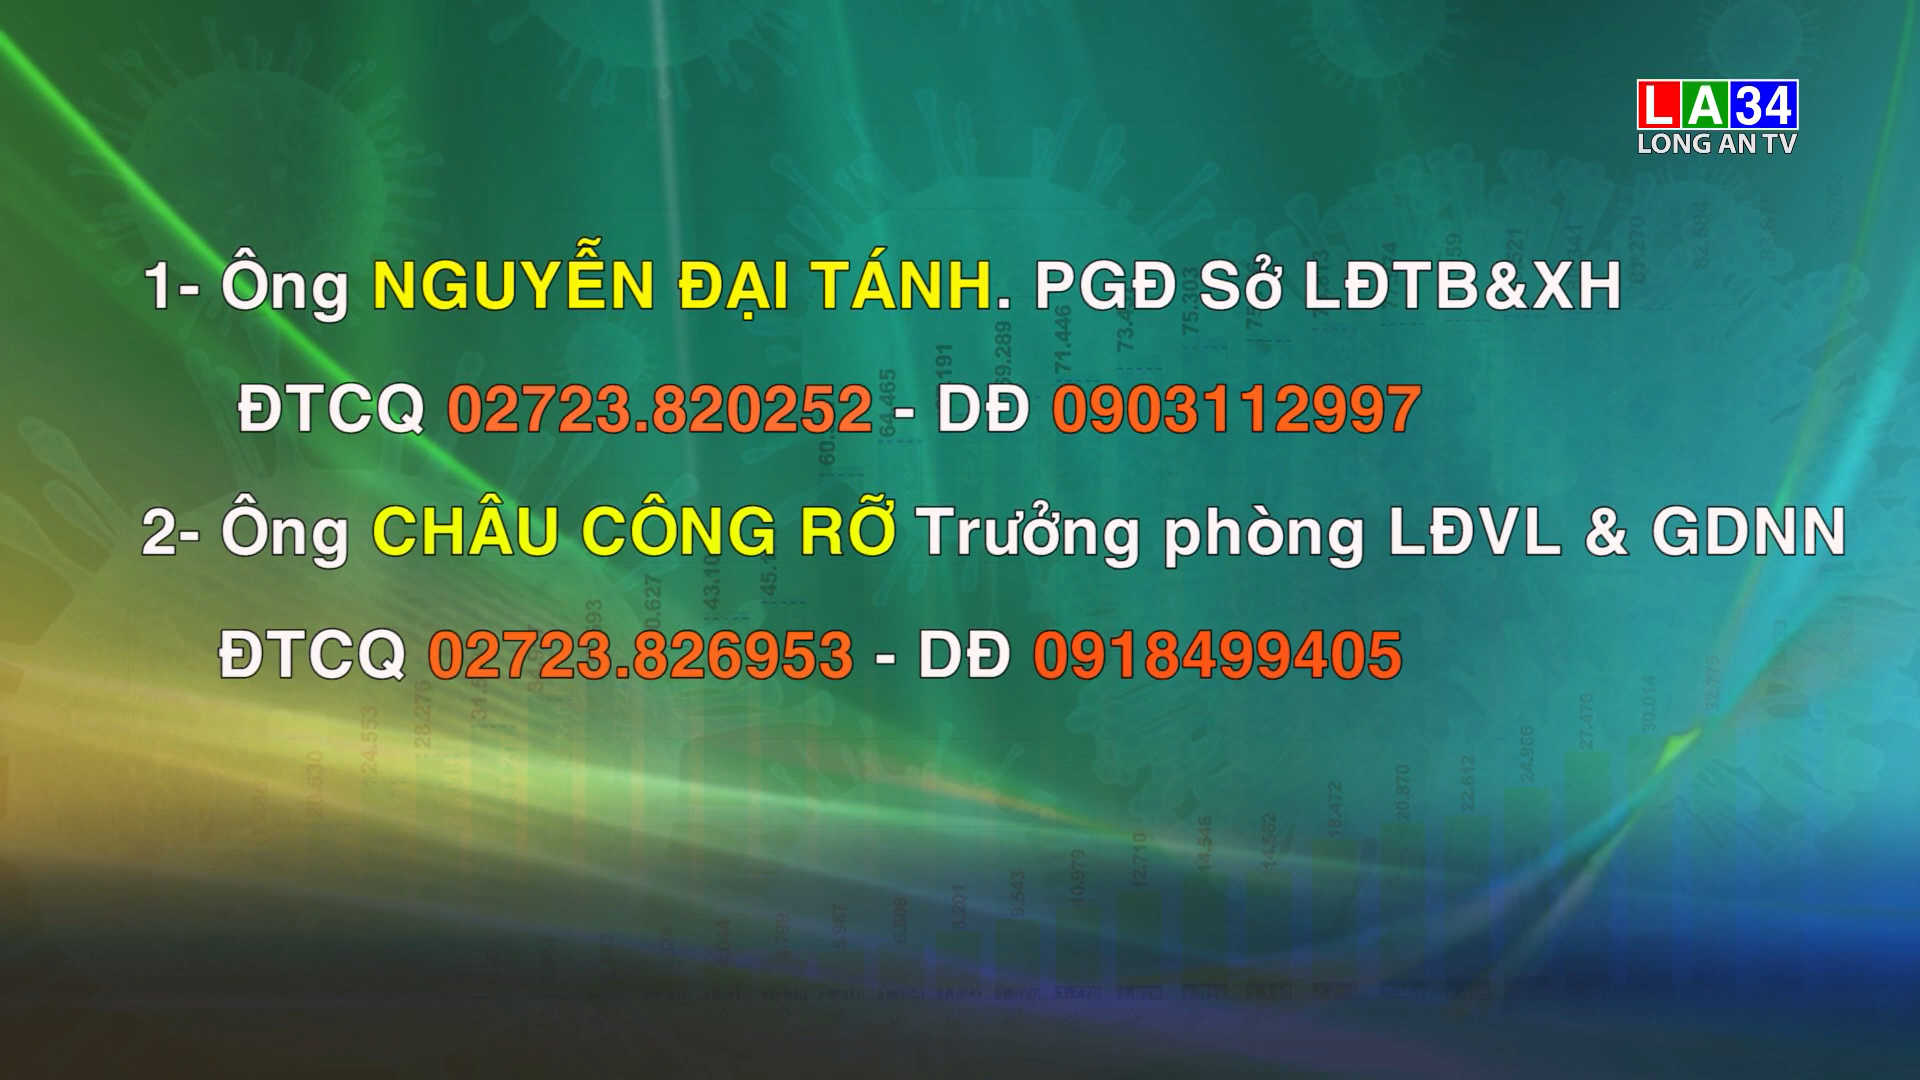 LA34
LONG AN TV
1- Ông NGUYỄN ĐẠI TÁNH. PGĐ Sở LĐTB&XH
ĐTCQ 02723.820252 - DĐ 0903112997
2- Ông CHÂU CÔNG RỠ Trưởng phòng LĐVL & GDNN
ĐTCQ 02723.826953 - DĐ 0918499405